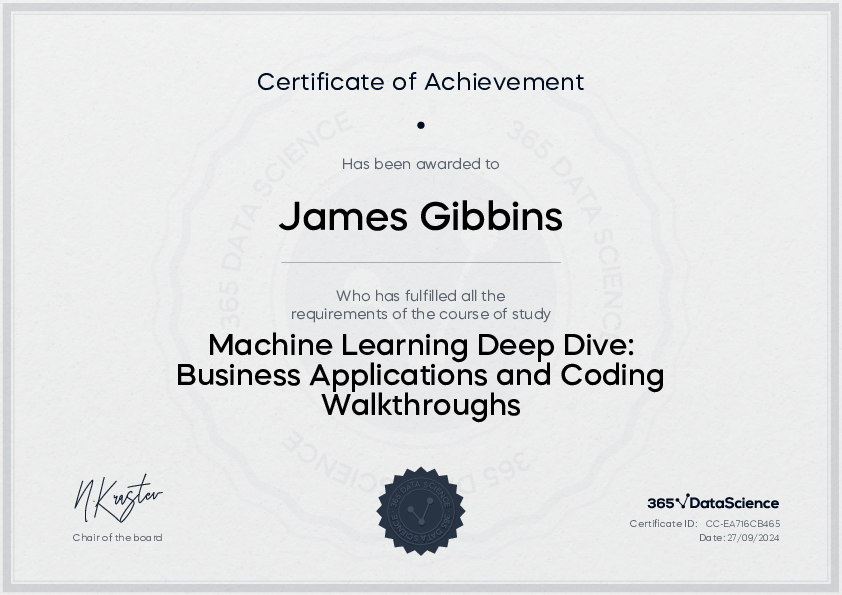 Certificate of Achievement
Has been awarded to
James Gibbins
Who has fulfilled all the
requirements of the course of study
Machine Learning Deep Dive:
Business Applications and Coding
Walkthroughs
N.Krastev
Chair of the board
365 DATA SCIENCE
365 DATA SCIENCE
365 DATA SCIENCE
365 DataScience
Certificate ID: CC-EA716CB465
Date: 27/09/2024